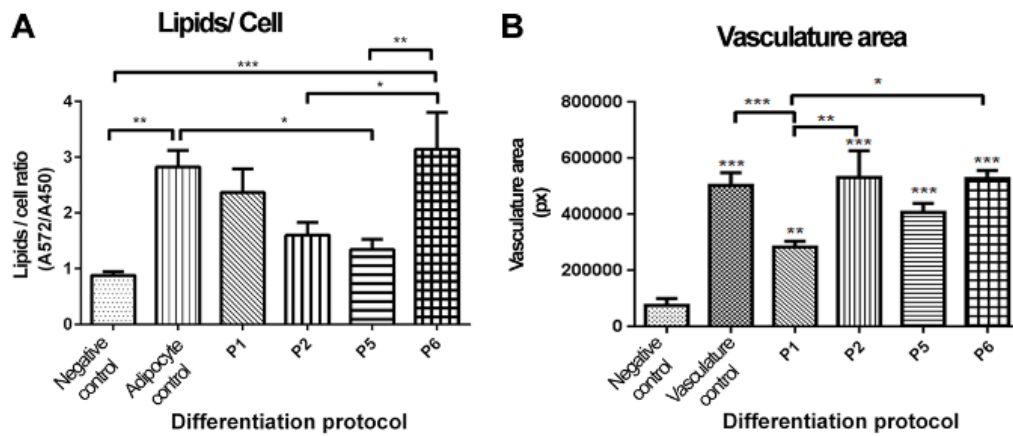 A
Lipids/ Cell
**
***
*
**
*
Lipids / cell ratio
(A572/A450)
4
3
2
1
0
Negative
control
Adipocyte
control
P1
P2
P5
P6
Differentiation protocol
B
Vasculature area
*
***
**
***
***
***
***
**
Vasculature area
(px)
800000
600000
400000
200000
0
Negative
control
Vasculature
control
P1
P2
P5
P6
Differentiation protocol